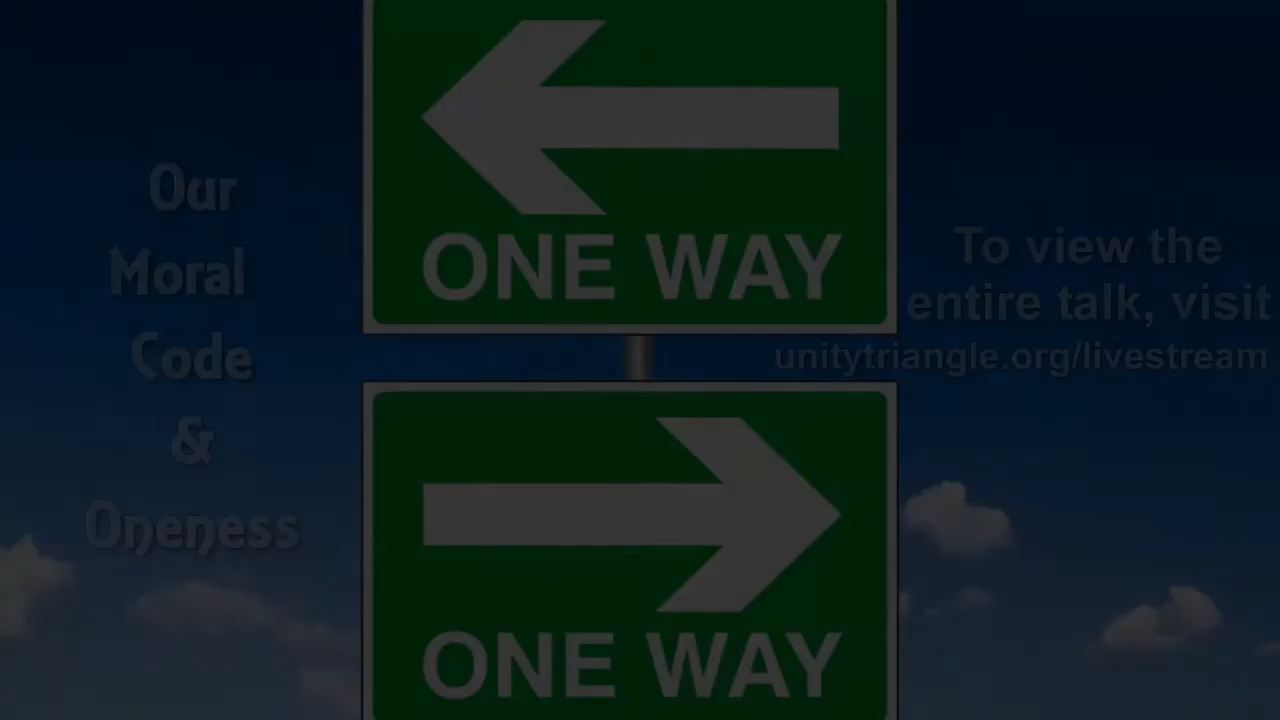 Our
Moral
Code
&
Oneness
ONE WAY
ONE WAY
To view the
entire talk, visit
unitytriangle.org/livestream